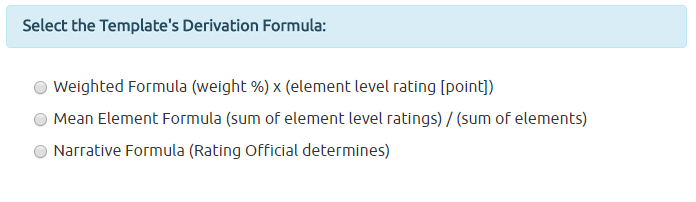 Select the Template's Derivation Formula:
Weighted Formula (weight %) x (element level rating [point])
Mean Element Formula (sum of element level ratings) / (sum of elements)
Narrative Formula (Rating Official determines)